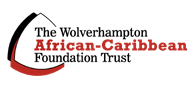 The Wolverhampton
African-Caribbean
Foundation Trust